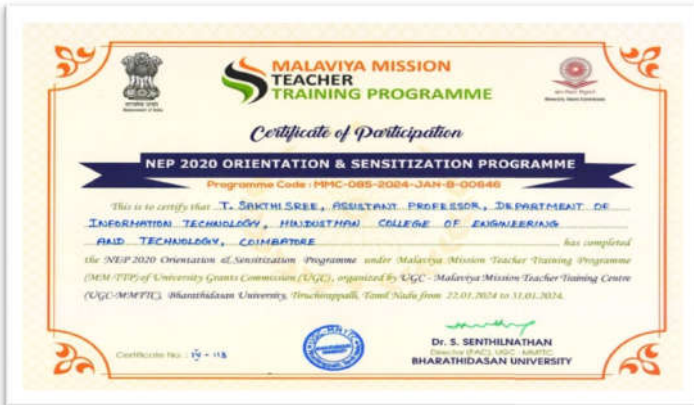 MALAVIYA MISSION
TEACHER
TRAINING PROGRAMME
Certificate of Participation
NEP 2020 ORIENTATION & SENSITIZATION PROGRAMME
Programme Code : MMC-085-2024-JAN-B-00646
This is to certify that T. SAKTHI SREE, ASSISTANT PROFESSOR, DEPARTMENT OF
INFORMATION TECHNOLOGY, HINDUSTHAN COLLEGE OF ENGINEERING
AND TECHNOLOGY, COIMBATORE has completed
the NEP 2020 Orientation & Sensitization Programme under Malaviya Mission Teacher Training Programme
(MM-TTP) of University Grants Commission (UGC), organized by UGC - Malaviya Mission Teacher Training Centre
(UGC-MMTTC), Bharathidasan University, Tiruchirappalli, Tamil Nadu from 22.01.2024 to 31.01.2024.
Certificate No. : IV - 113
Dr. S. SENTHILNATHAN
Director (FAC), UGC - MMTTC
BHARATHIDASAN UNIVERSITY